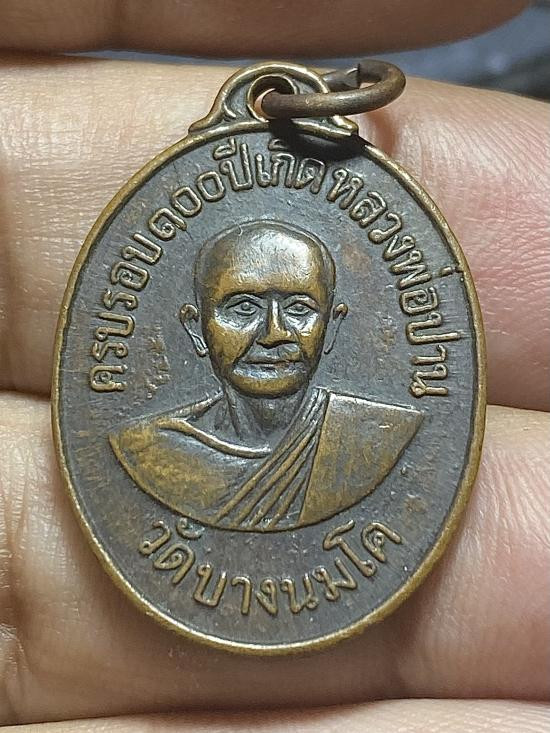 ครบรอบ๑๐๐ปีเกิด หลวงพ่อปาน
วัดบางนมโค